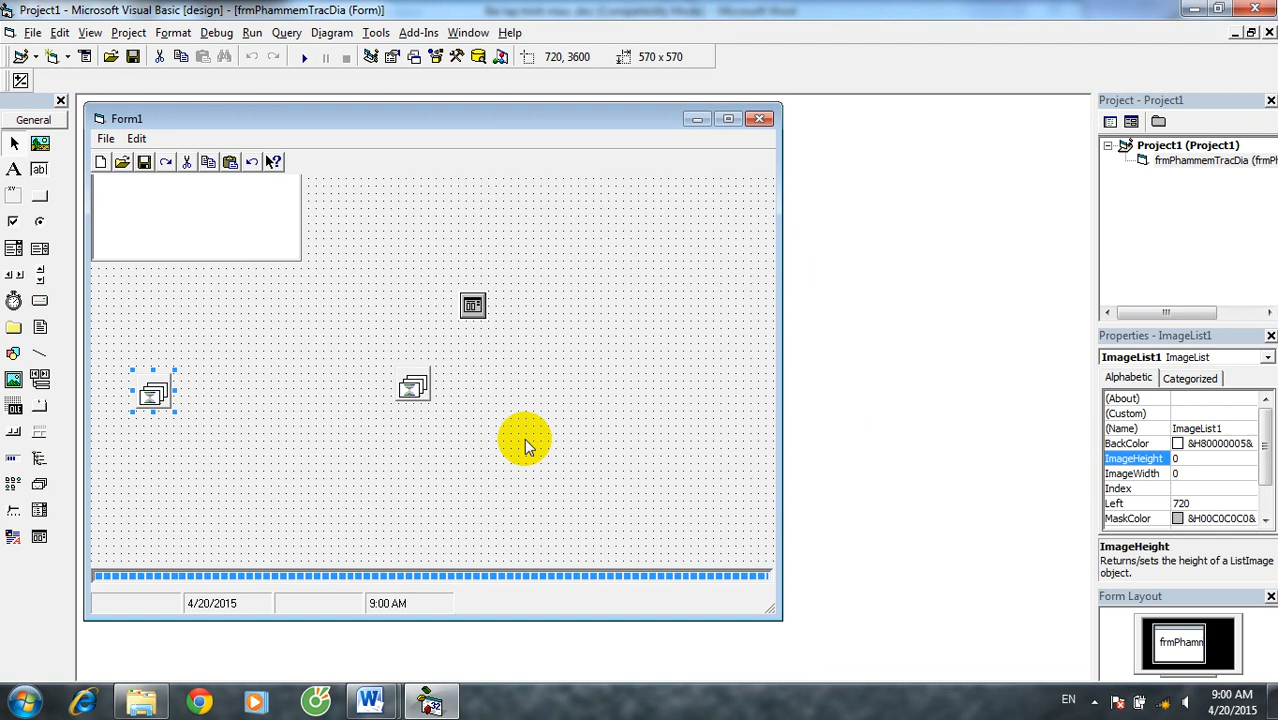 Project1 - Microsoft Visual Basic [design] - [frmPhammemTracDia (Form)]
File Edit View Project Format Debug Run Query Diagram Tools Add-Ins Window Help
720, 3600 570 x 570
General
Form1
File Edit
4/20/2015 9:00 AM
Project - Project1
Project1 (Project1)
frmPhammemTracDia (frmPh
Properties - ImageList1
ImageList1 ImageList
Alphabetic Categorized
(About)
(Custom)
(Name) ImageList1
BackColor &H80000005&
ImageHeight 0
ImageWidth 0
Index
Left 720
MaskColor &H00C0C0C0&
ImageHeight
Returns/sets the height of a ListImage
object.
Form Layout
frmPhamn
EN
9:00 AM
4/20/2015